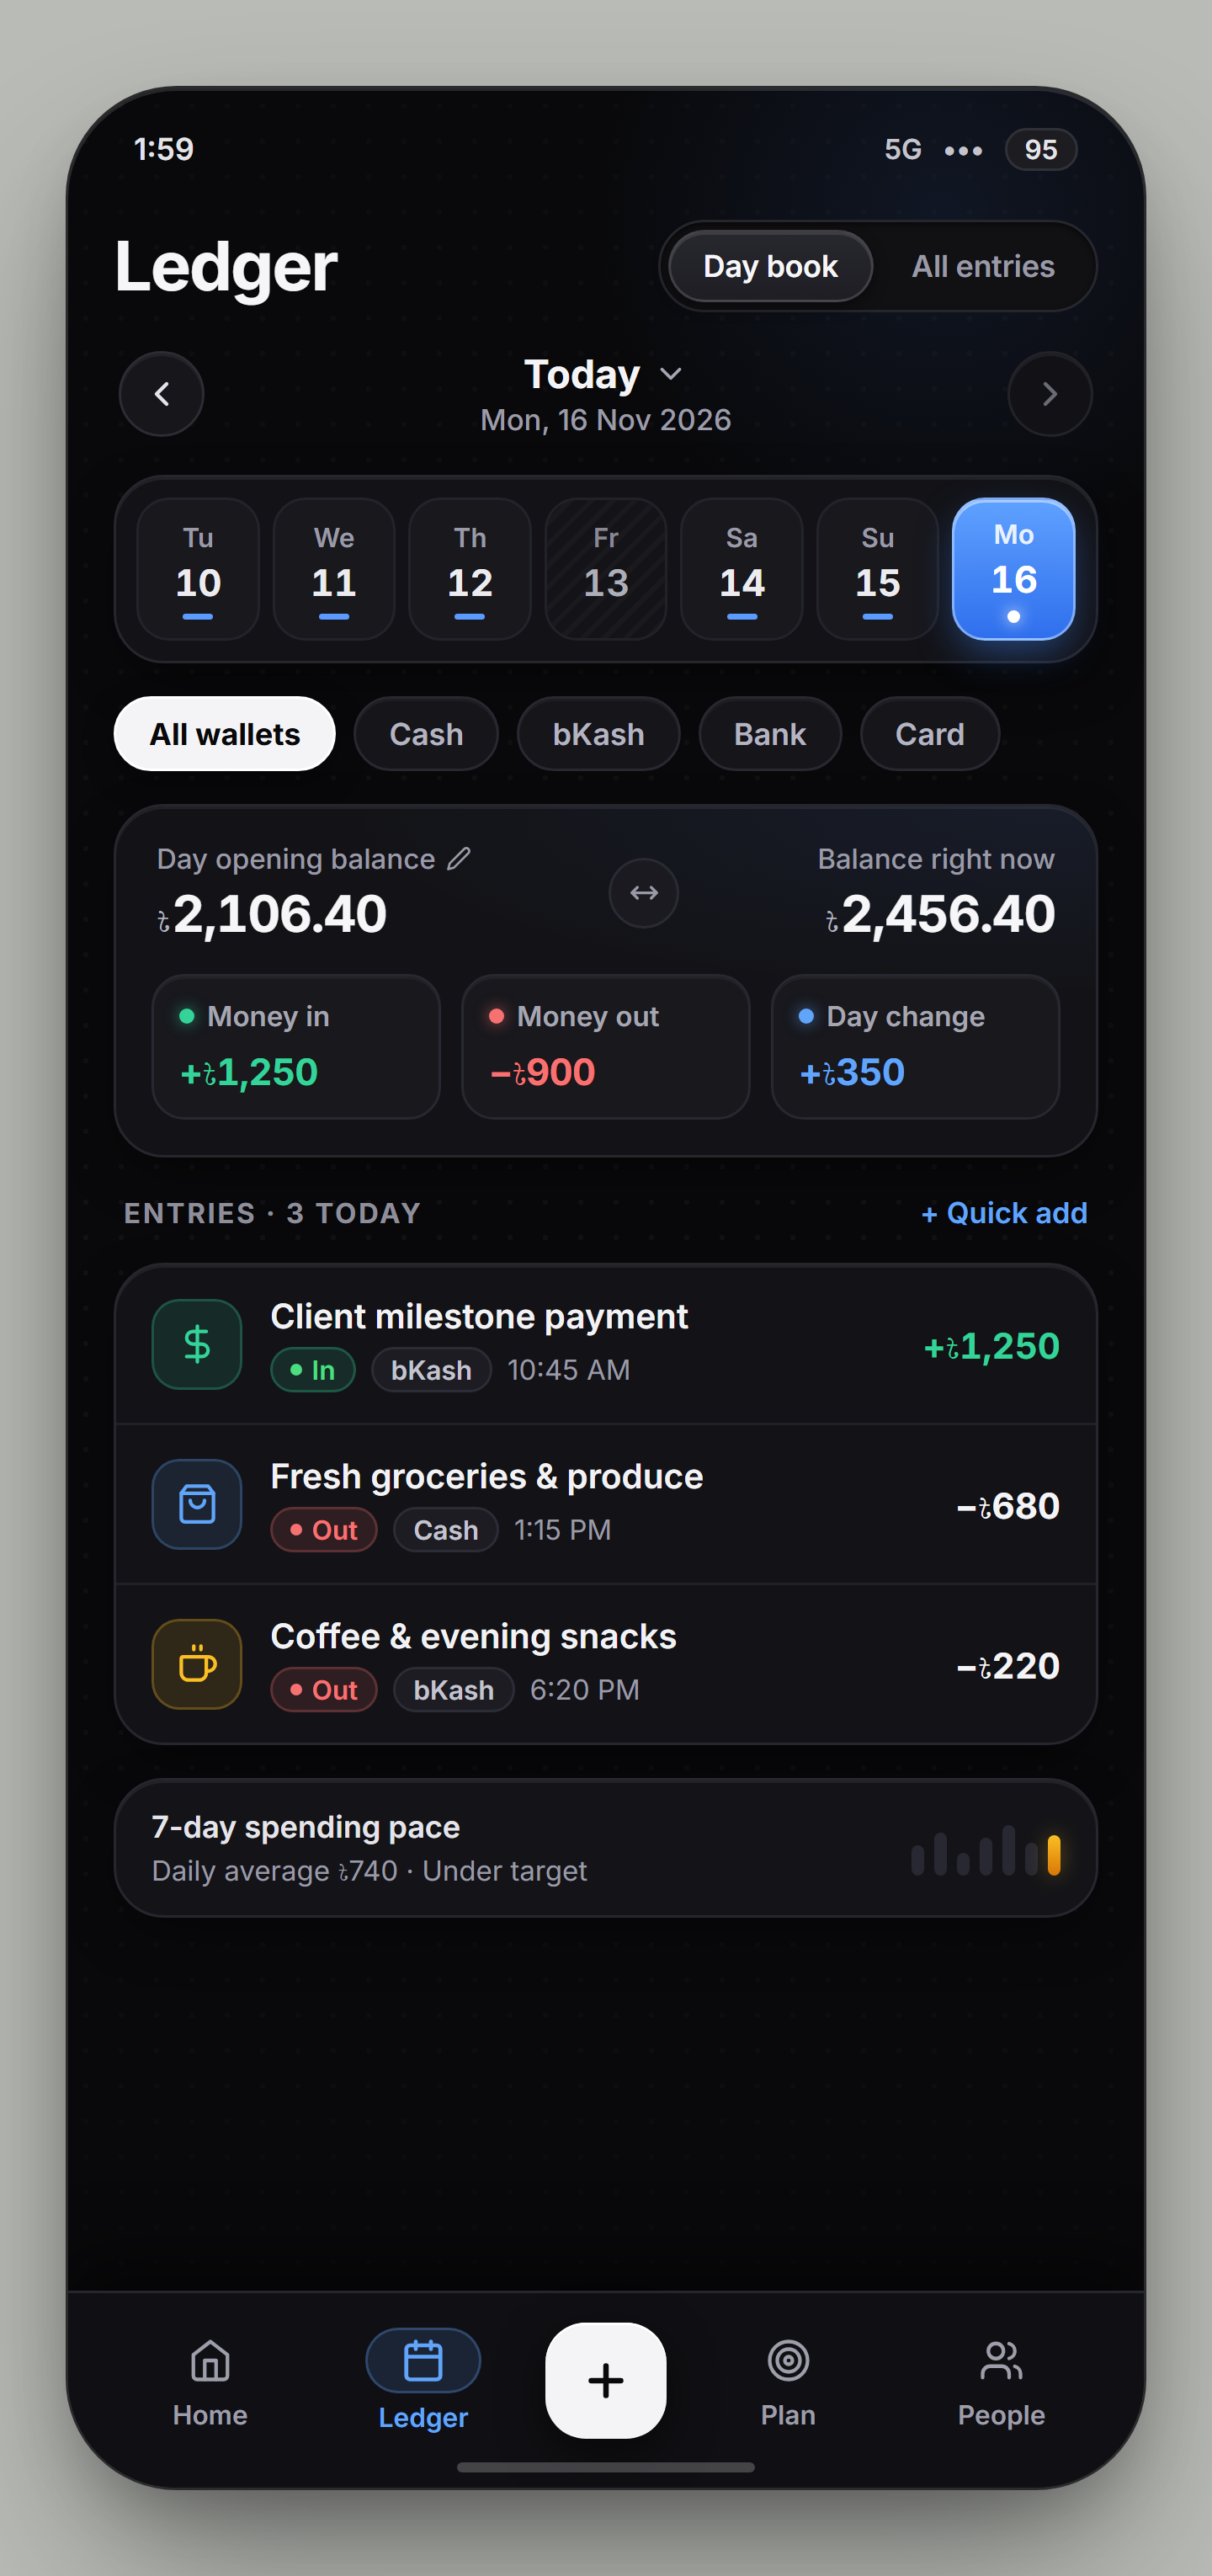 1:59 5G ••• 95
Ledger Day book All entries
Today
Mon, 16 Nov 2026
Tu We Th Fr Sa Su Mo
10 11 12 13 14 15 16
All wallets Cash bKash Bank Card
Day opening balance Balance right now
৳2,106.40 ৳2,456.40
Money in Money out Day change
+৳1,250 −৳900 +৳350
ENTRIES · 3 TODAY + Quick add
Client milestone payment
In bKash 10:45 AM +৳1,250
Fresh groceries & produce
Out Cash 1:15 PM −৳680
Coffee & evening snacks
Out bKash 6:20 PM −৳220
7-day spending pace
Daily average ৳740 · Under target
Home Ledger + Plan People